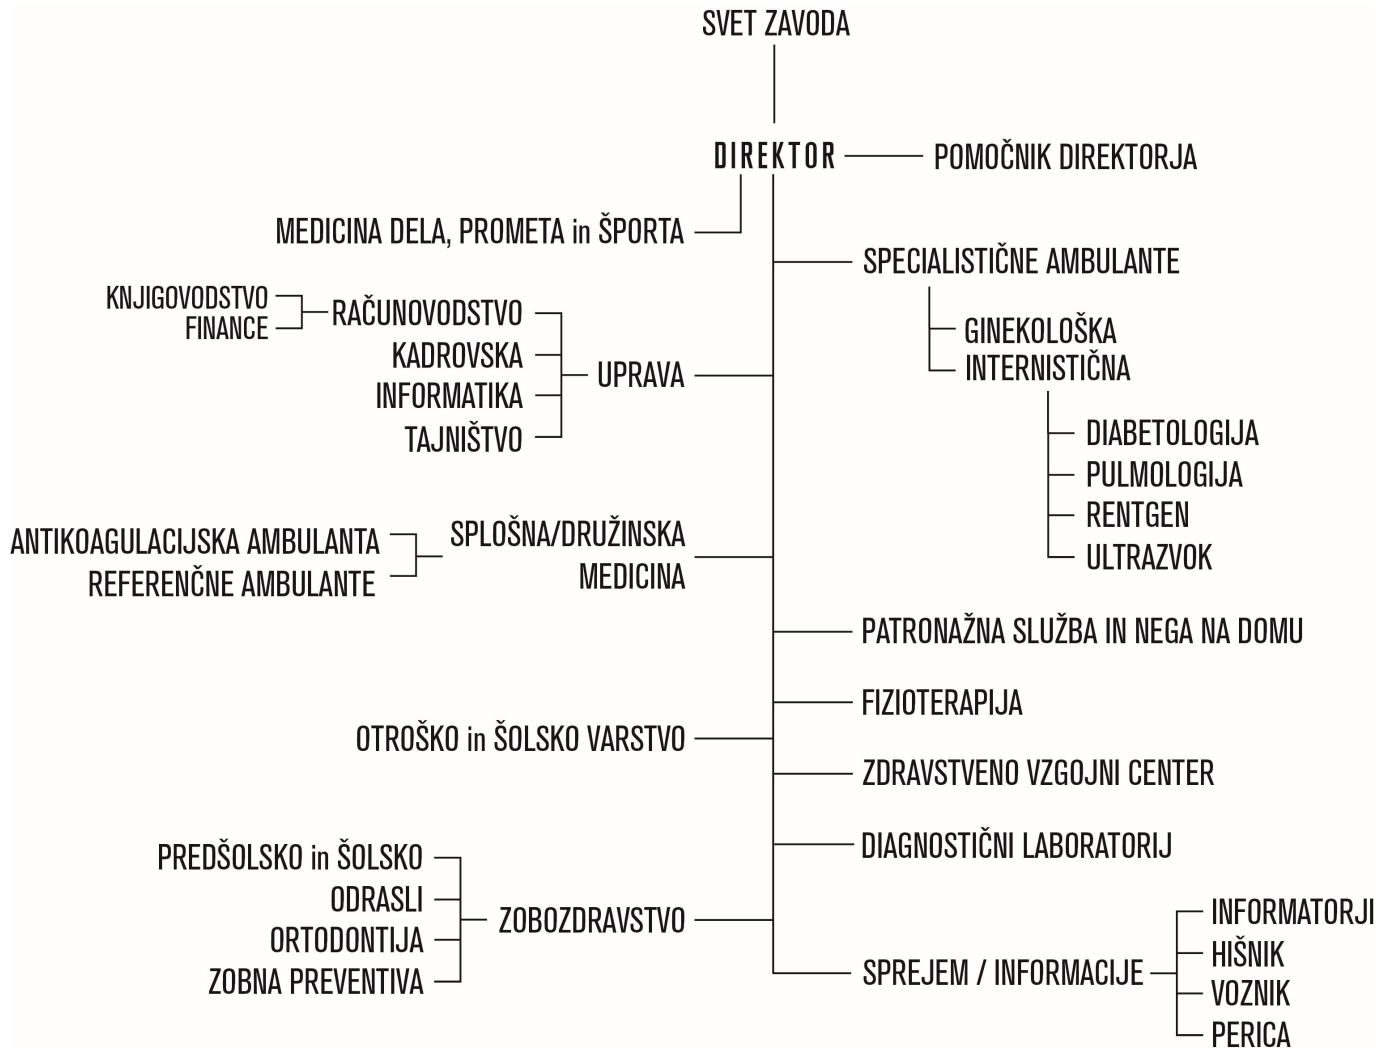 SVET ZAVODA
DIREKTOR
POMOČNIK DIREKTORJA
MEDICINA DELA, PROMETA in ŠPORTA
KNJIGOVODSTVO
FINANCE
RAČUNOVODSTVO
KADROVSKA
INFORMATIKA
TAJNIŠTVO
UPRAVA
ANTIKOAGULACIJSKA AMBULANTA
REFERENČNE AMBULANTE
SPLOŠNA/DRUŽINSKA
MEDICINA
OTROŠKO in ŠOLSKO VARSTVO
PREDŠOLSKO in ŠOLSKO
ODRASLI
ORTODONTIJA
ZOBNA PREVENTIVA
ZOBOZDRAVSTVO
SPECIALISTIČNE AMBULANTE
GINEKOLOŠKA
INTERNISTIČNA
DIABETOLOGIJA
PULMOLOGIJA
RENTGEN
ULTRAZVOK
PATRONAŽNA SLUŽBA IN NEGA NA DOMU
FIZIOTERAPIJA
ZDRAVSTVENO VZGOJNI CENTER
DIAGNOSTIČNI LABORATORIJ
SPREJEM / INFORMACIJE
INFORMATORJI
HIŠNIK
VOZNIK
PERICA